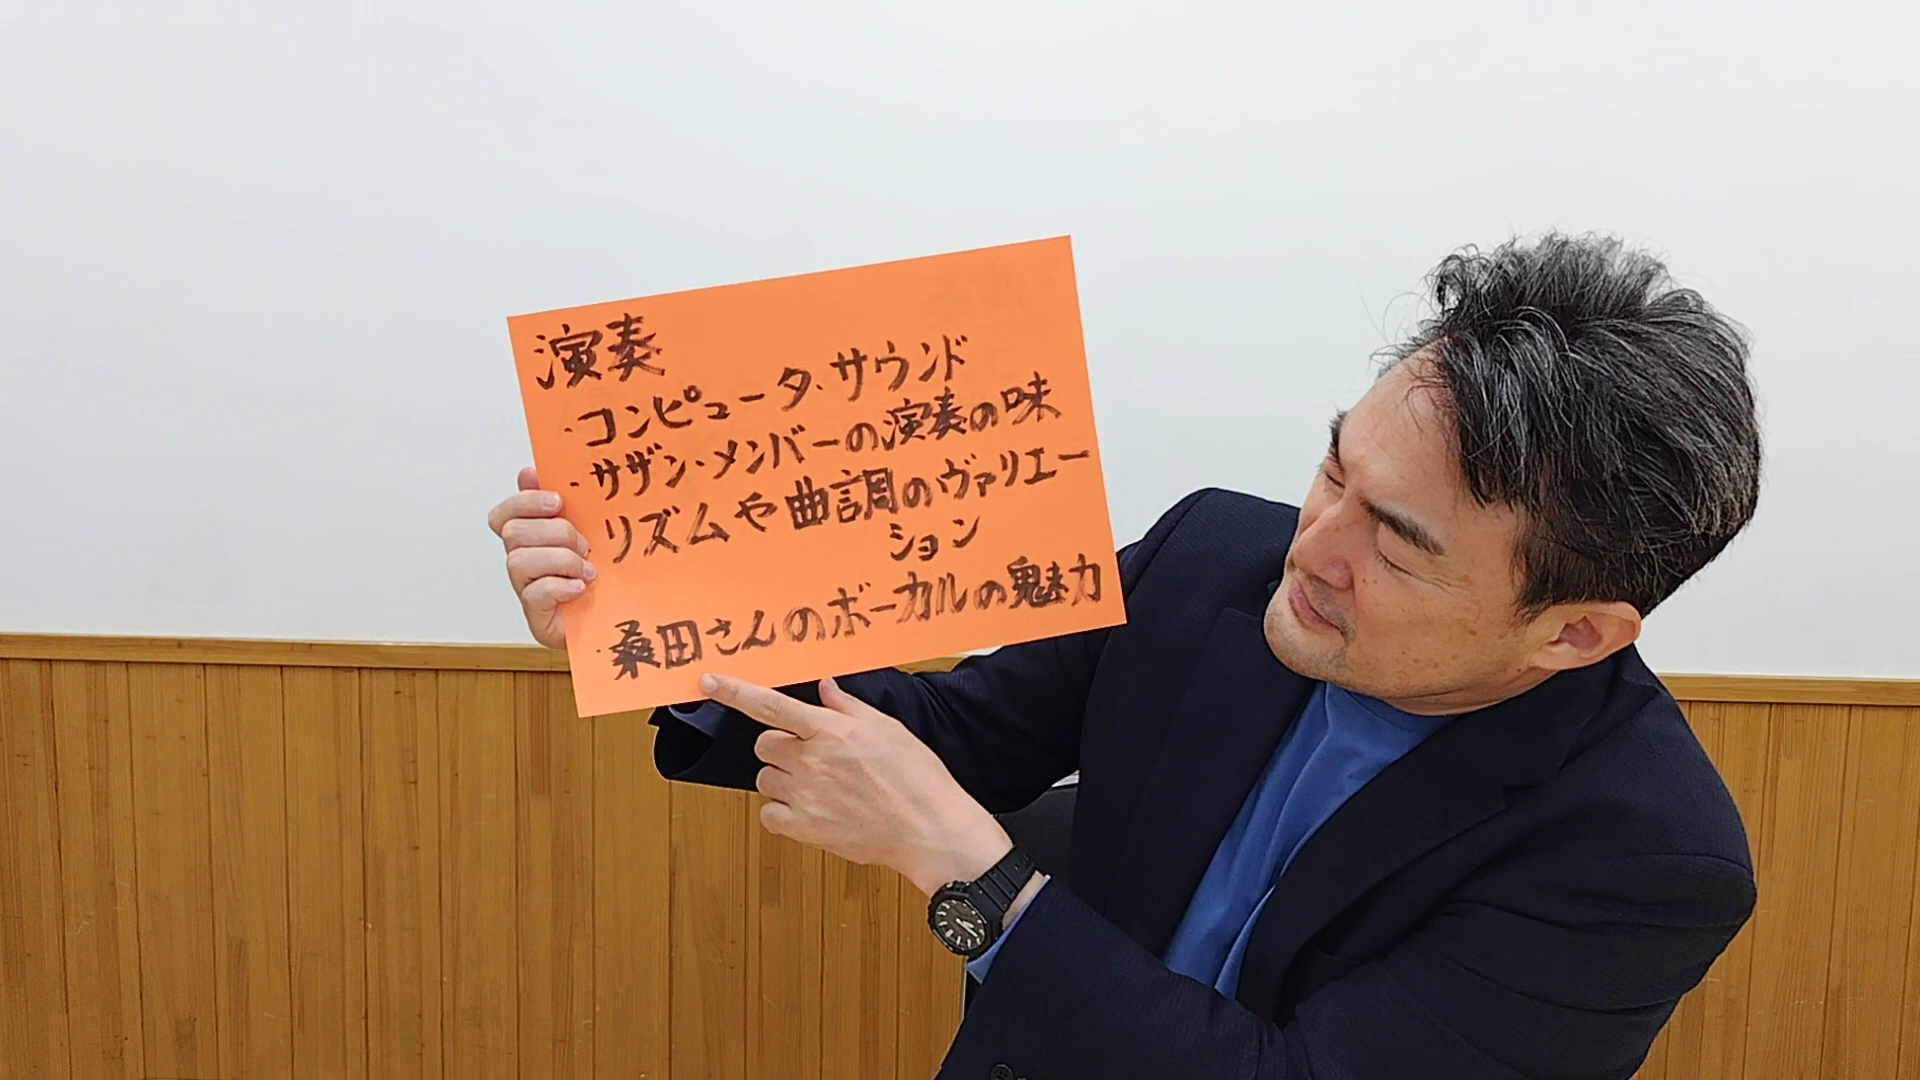 演奏
・コンピュータ・サウンド
・サザン・メンバーの演奏の味
リズムや曲調のヴァリエー
ション
・桑田さんのボーカルの魅力